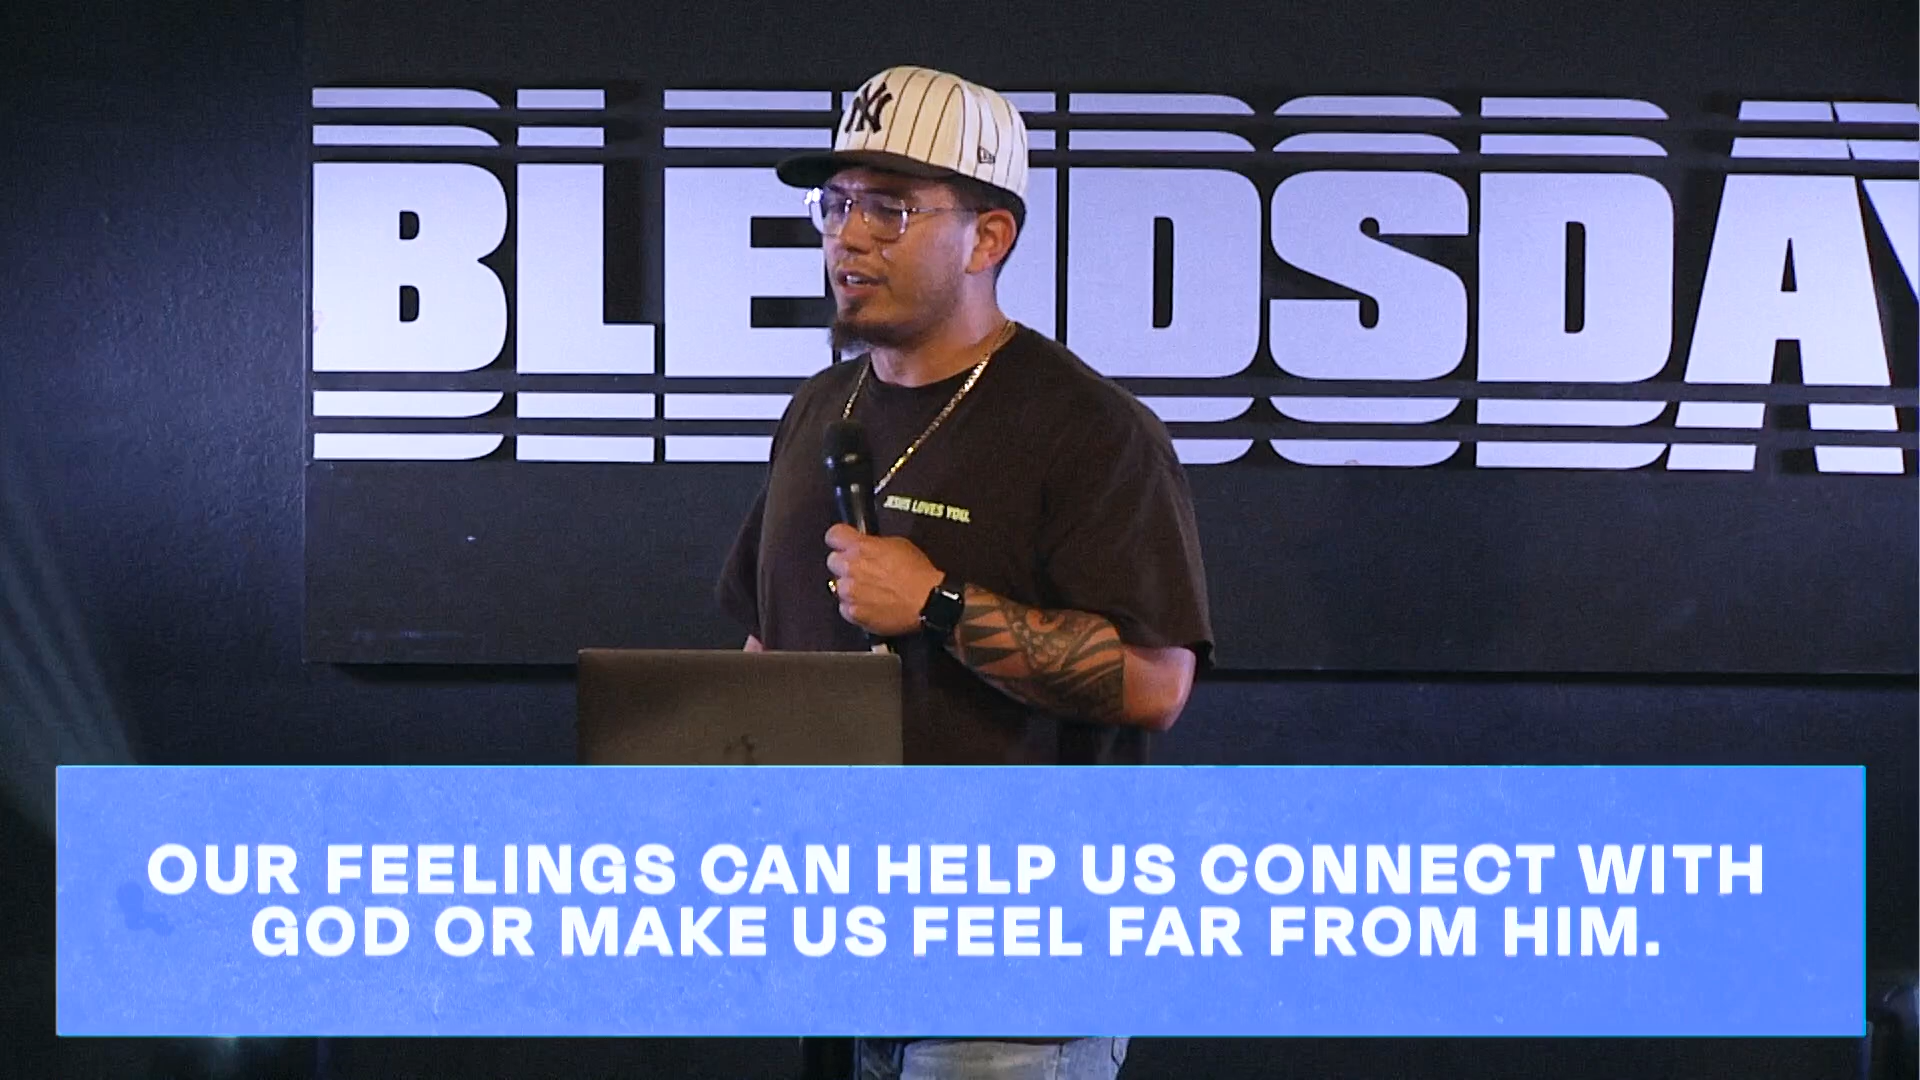 NY
BLENDSDAY
JESUS LOVES YOU.
OUR FEELINGS CAN HELP US CONNECT WITH
GOD OR MAKE US FEEL FAR FROM HIM.